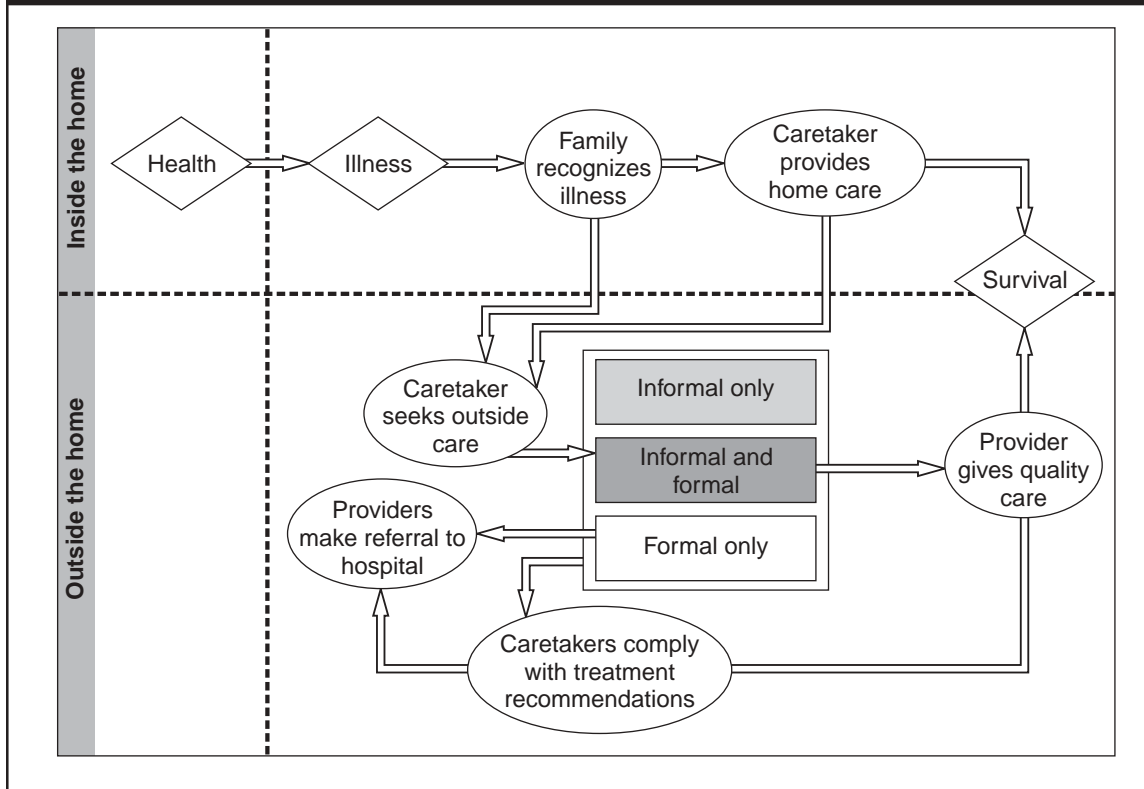 Inside the home
Health
Illness
Family
recognizes
illness
Caretaker
provides
home care
Survival
Outside the home
Caretaker
seeks outside
care
Informal only
Informal and
formal
Formal only
Provider
gives quality
care
Providers
make referral to
hospital
Caretakers comply
with treatment
recommendations